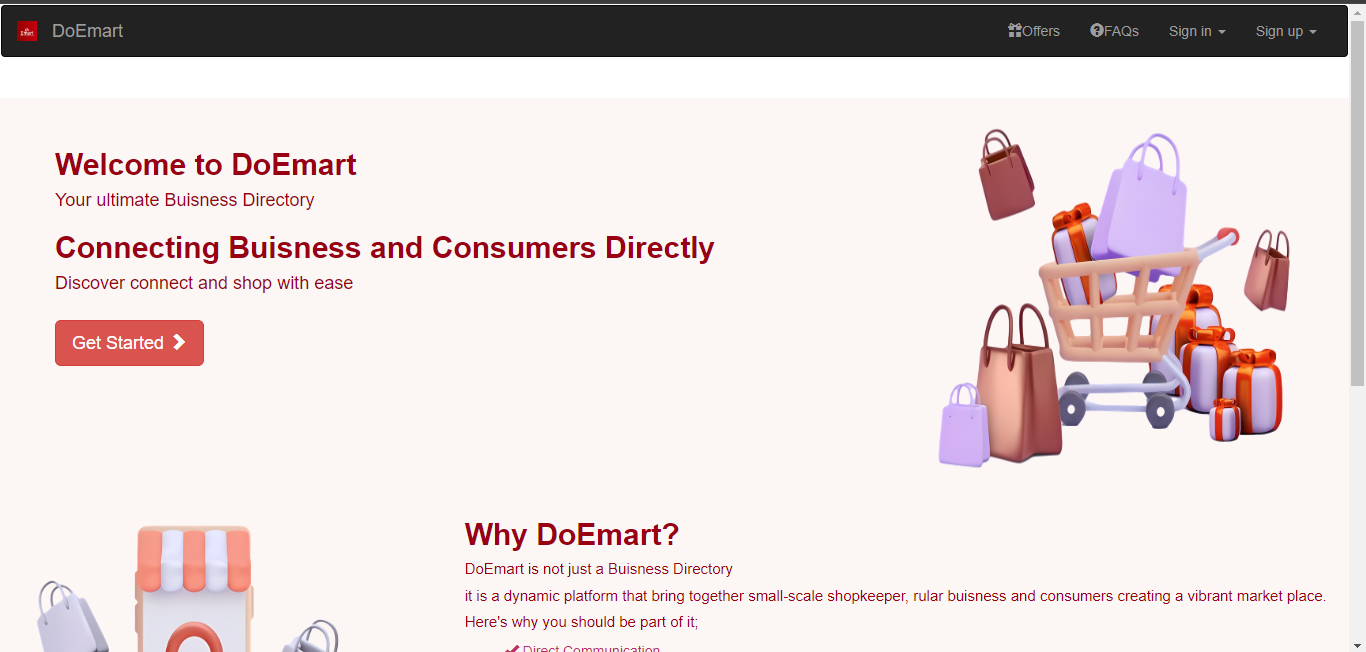 DoEmart
Offers
FAQs
Sign in
Sign up
Welcome to DoEmart
Your ultimate Buisness Directory
Connecting Buisness and Consumers Directly
Discover connect and shop with ease
Get Started
Why DoEmart?
DoEmart is not just a Buisness Directory
it is a dynamic platform that bring together small-scale shopkeeper, rular buisness and consumers creating a vibrant market place.
Here's why you should be part of it;
Direct Communication